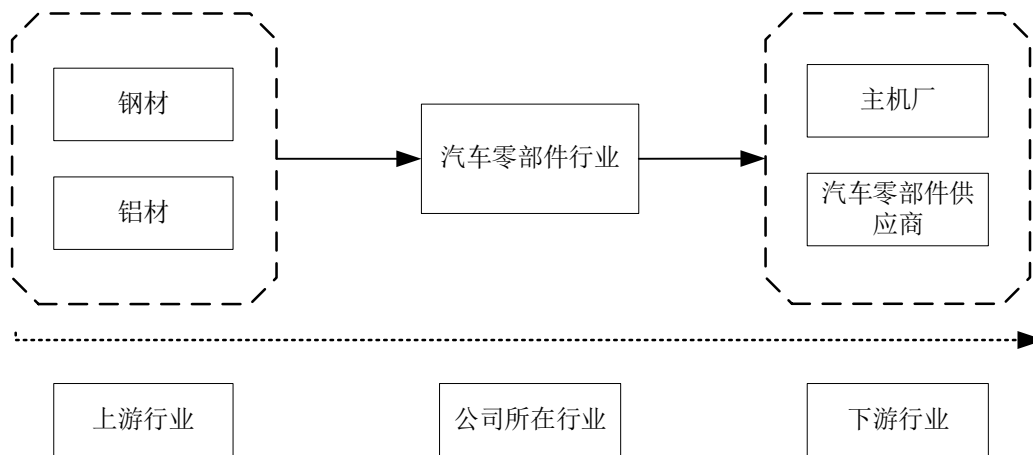 钢材
铝材
汽车零部件行业
主机厂
汽车零部件供
应商
上游行业
公司所在行业
下游行业